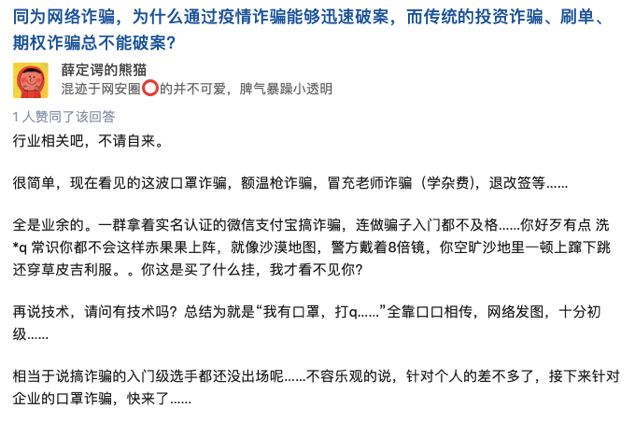 同为网络诈骗，为什么通过疫情诈骗能够迅速破案，而传统的投资诈骗、刷单、
期权诈骗总不能破案?
薛定谔的熊猫
混迹于网安圈⭕的并不可爱，脾气暴躁小透明
1 人赞同了该回答
行业相关吧，不请自来。
很简单，现在看见的这波口罩诈骗，额温枪诈骗，冒充老师诈骗（学杂费)，退改签等......
全是业余的。一群拿着实名认证的微信支付宝搞诈骗，连做骗子入门都不及格......你好歹有点 洗
*q 常识你都不会这样赤果果上阵，就像沙漠地图，警方戴着8倍镜，你空旷沙地里一顿上蹿下跳
还穿草皮吉利服。。你这是买了什么挂，我才看不见你?
再说技术，请问有技术吗？总结为就是“我有口罩，打q......”全靠口口相传，网络发图，十分初
级......
相当于说搞诈骗的入门级选手都还没出场呢......不容乐观的说，针对个人的差不多了，接下来针对
企业的口罩诈骗，快来了......